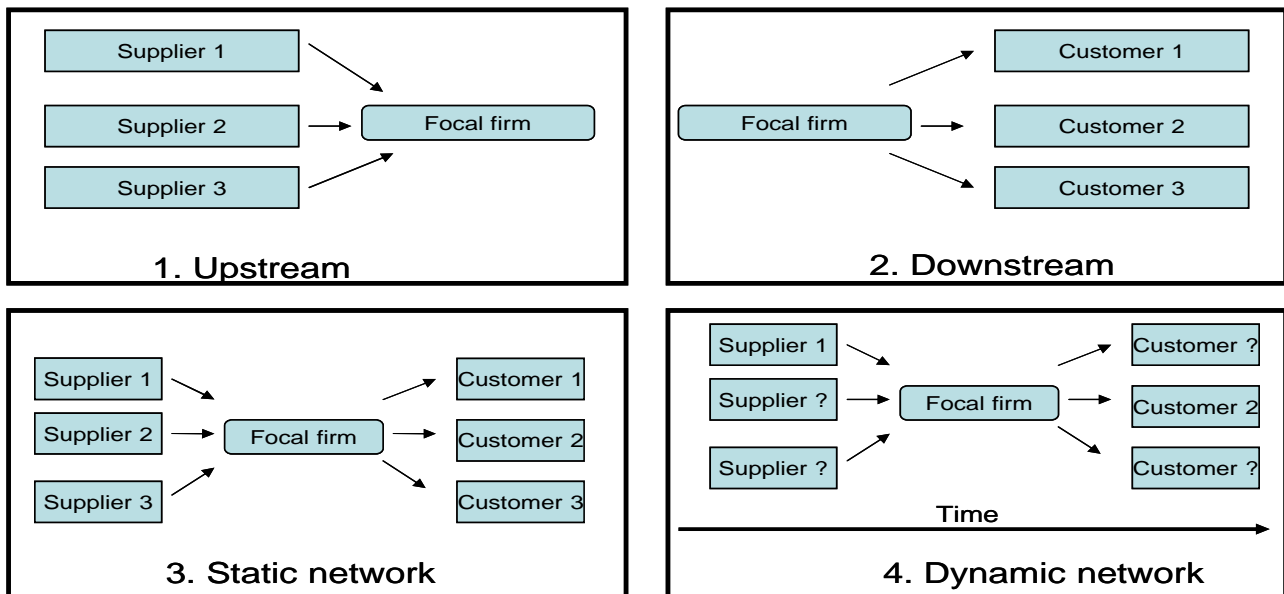 Supplier 1
Supplier 2
Focal firm
Supplier 3
1. Upstream
Customer 1
Focal firm
Customer 2
Customer 3
2. Downstream
Supplier 1
Customer 1
Supplier 2
Focal firm
Customer 2
Supplier 3
Customer 3
3. Static network
Supplier 1
Customer ?
Supplier ?
Focal firm
Customer 2
Supplier ?
Customer ?
Time
4. Dynamic network